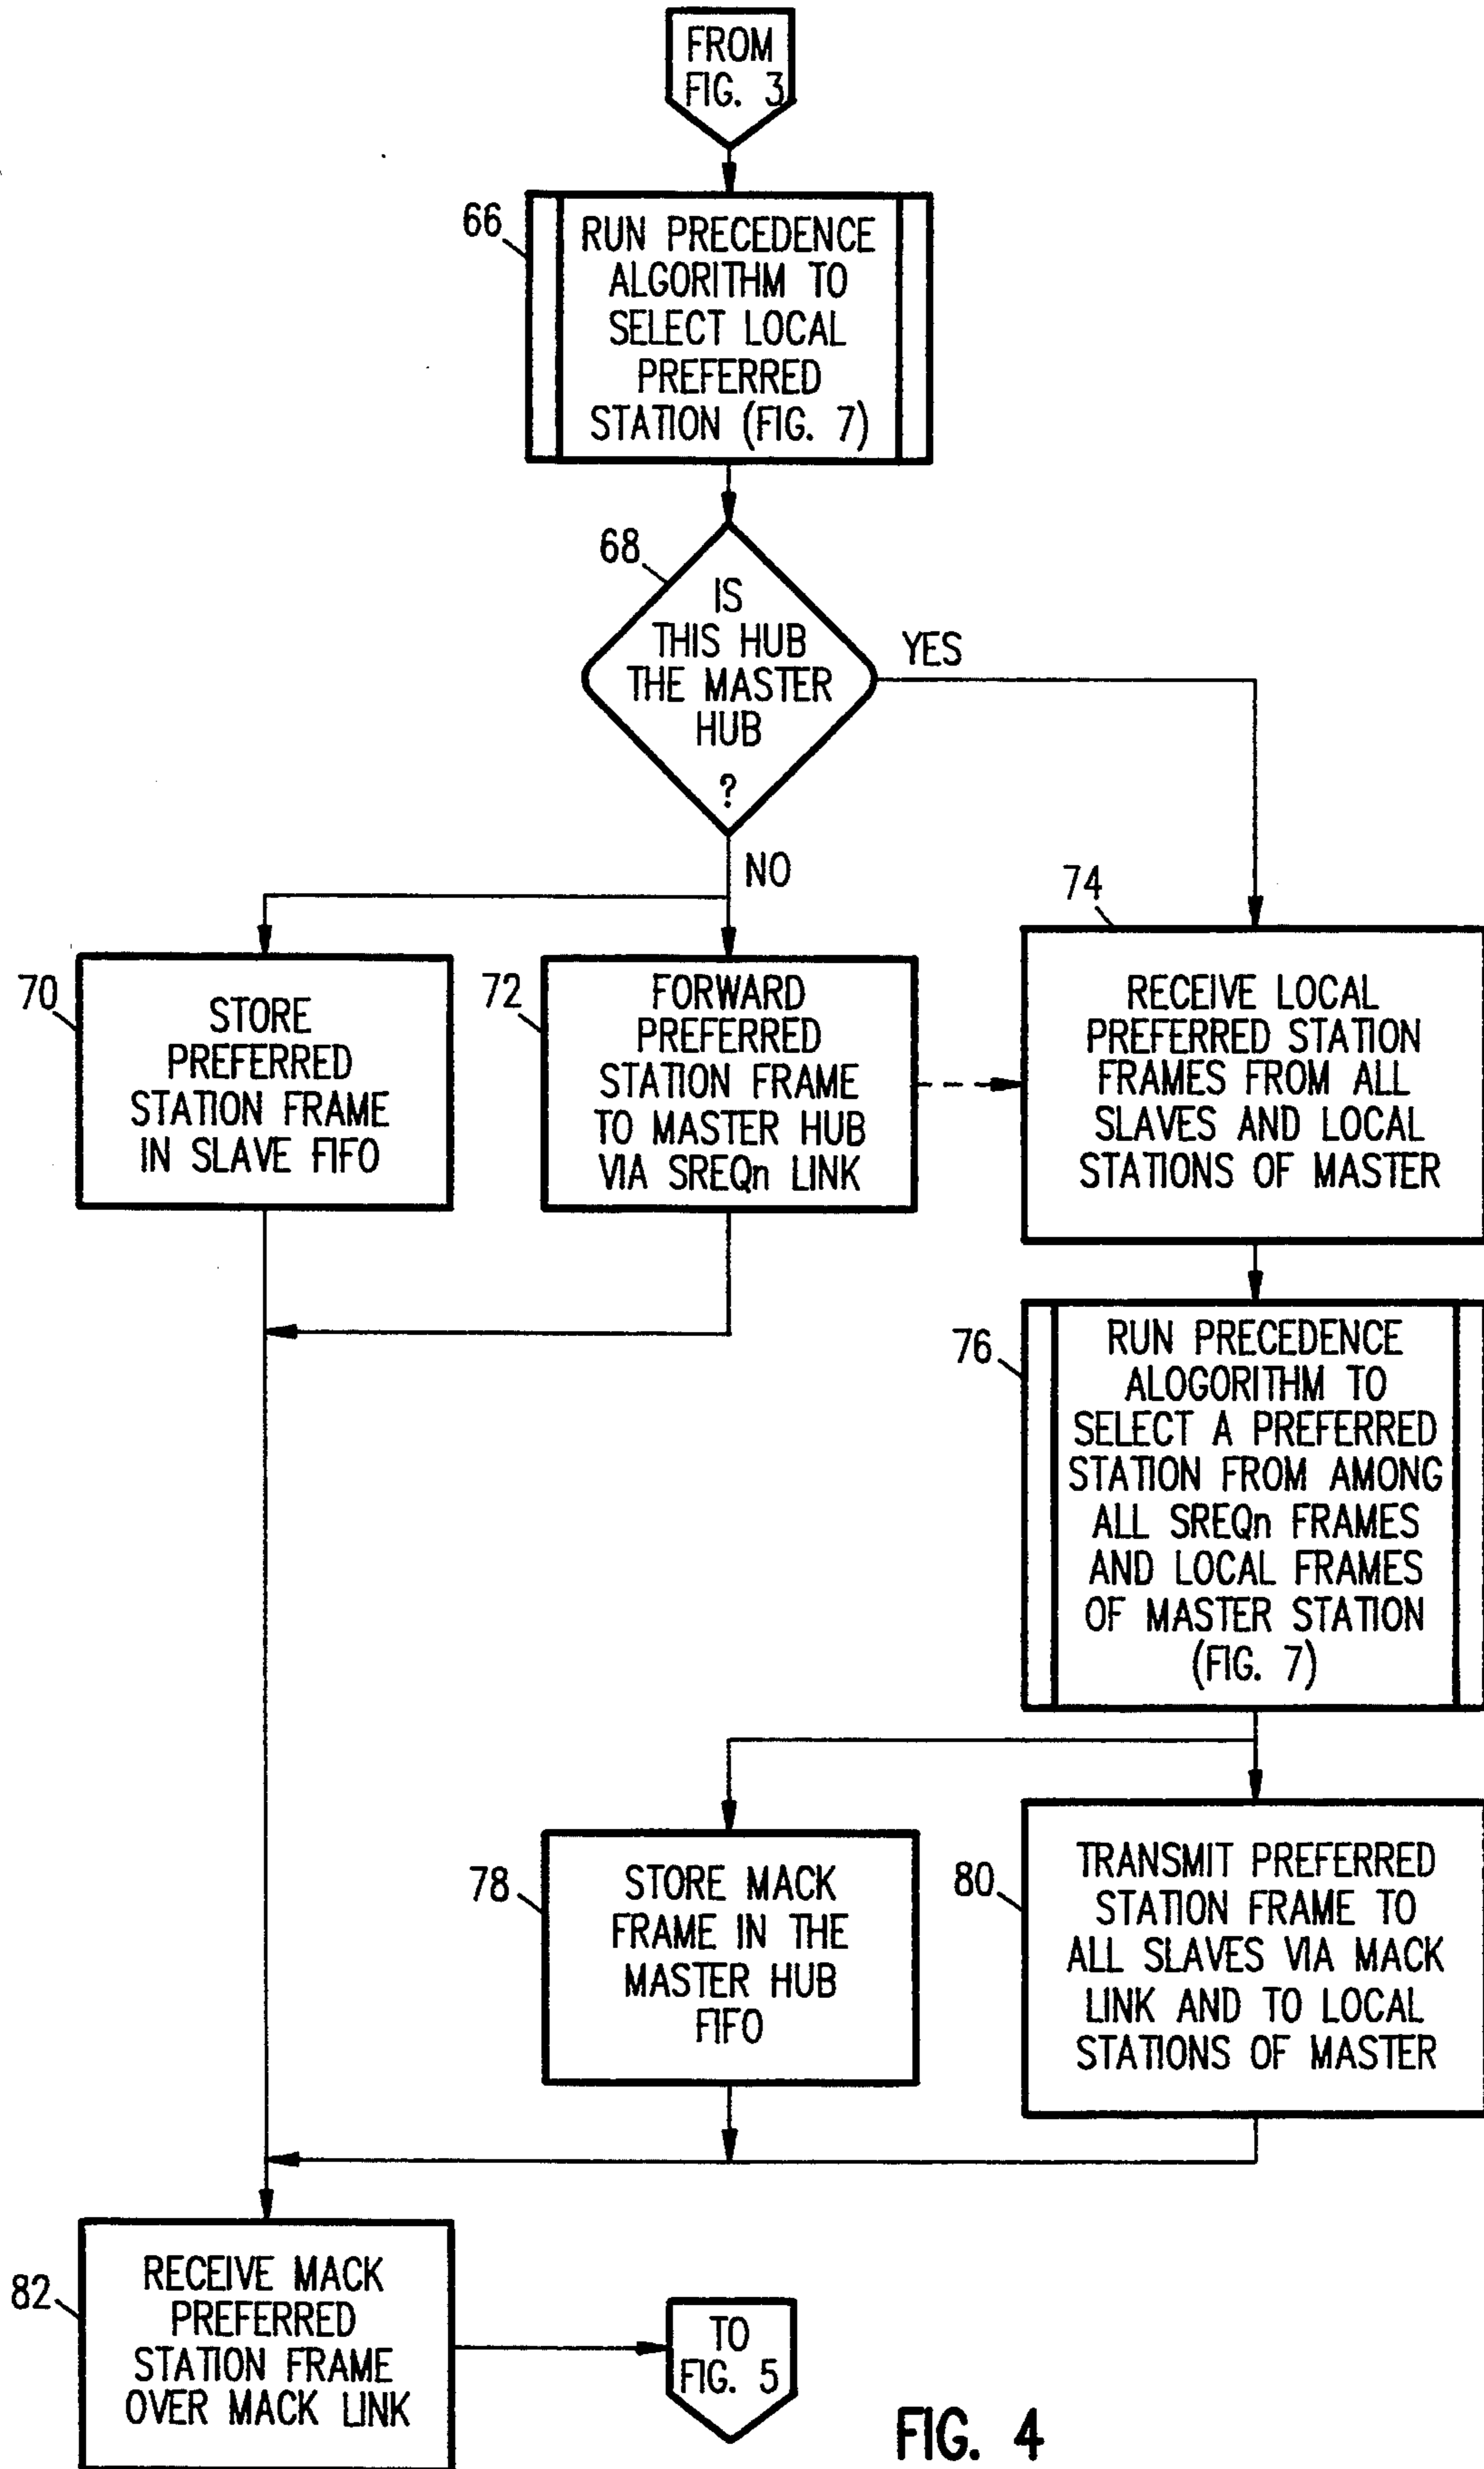 FROM
FIG. 3
66
RUN PRECEDENCE
ALGORITHM TO
SELECT LOCAL
PREFERRED
STATION (FIG. 7)
68
IS
THIS HUB
THE MASTER
HUB
?
YES
NO
70
STORE
PREFERRED
STATION FRAME
IN SLAVE FIFO
72
FORWARD
PREFERRED
STATION FRAME
TO MASTER HUB
VIA SREQn LINK
74
RECEIVE LOCAL
PREFERRED STATION
FRAMES FROM ALL
SLAVES AND LOCAL
STATIONS OF MASTER
76
RUN PRECEDENCE
ALOGORITHM TO
SELECT A PREFERRED
STATION FROM AMONG
ALL SREQn FRAMES
AND LOCAL FRAMES
OF MASTER STATION
(FIG. 7)
78
STORE MACK
FRAME IN THE
MASTER HUB
FIFO
80
TRANSMIT PREFERRED
STATION FRAME TO
ALL SLAVES VIA MACK
LINK AND TO LOCAL
STATIONS OF MASTER
82
RECEIVE MACK
PREFERRED
STATION FRAME
OVER MACK LINK
TO
FIG. 5
FIG. 4